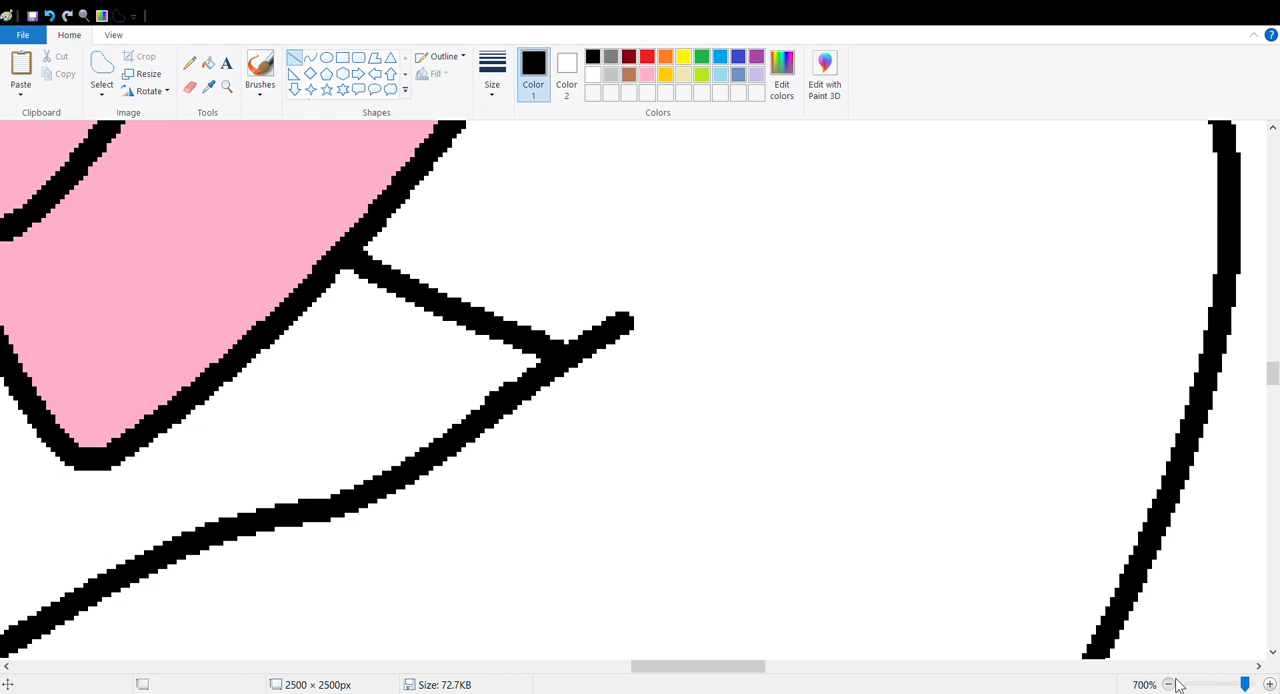 File Home View
Paste Cut Copy Clipboard
Select Crop Resize Rotate Image
Tools
Brushes
Outline Fill Shapes
Size
Color 1 Color 2 Edit colors Colors
Edit with Paint 3D
2500 × 2500px Size: 72.7KB 700%